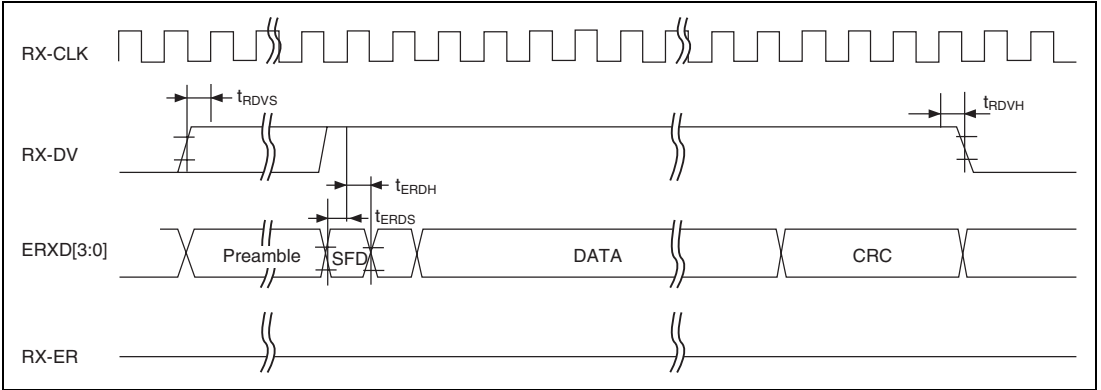 RX-CLK
tRDVS
tRDVH
RX-DV
tERDH
tERDS
ERXD[3:0]
Preamble
SFD
DATA
CRC
RX-ER